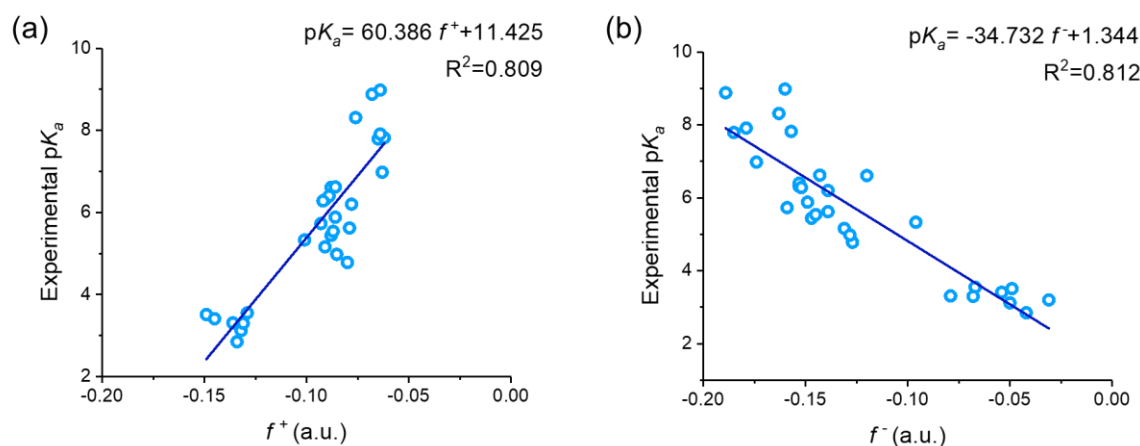 (a)
pKₐ= 60.386 f⁺+11.425
R²=0.809
10
8
6
4
2
Experimental pKₐ
-0.20
-0.15
-0.10
-0.05
0.00
f⁺ (a.u.)
(b)
pKₐ= -34.732 f⁻+1.344
R²=0.812
10
8
6
4
2
Experimental pKₐ
-0.20
-0.15
-0.10
-0.05
0.00
f⁻ (a.u.)